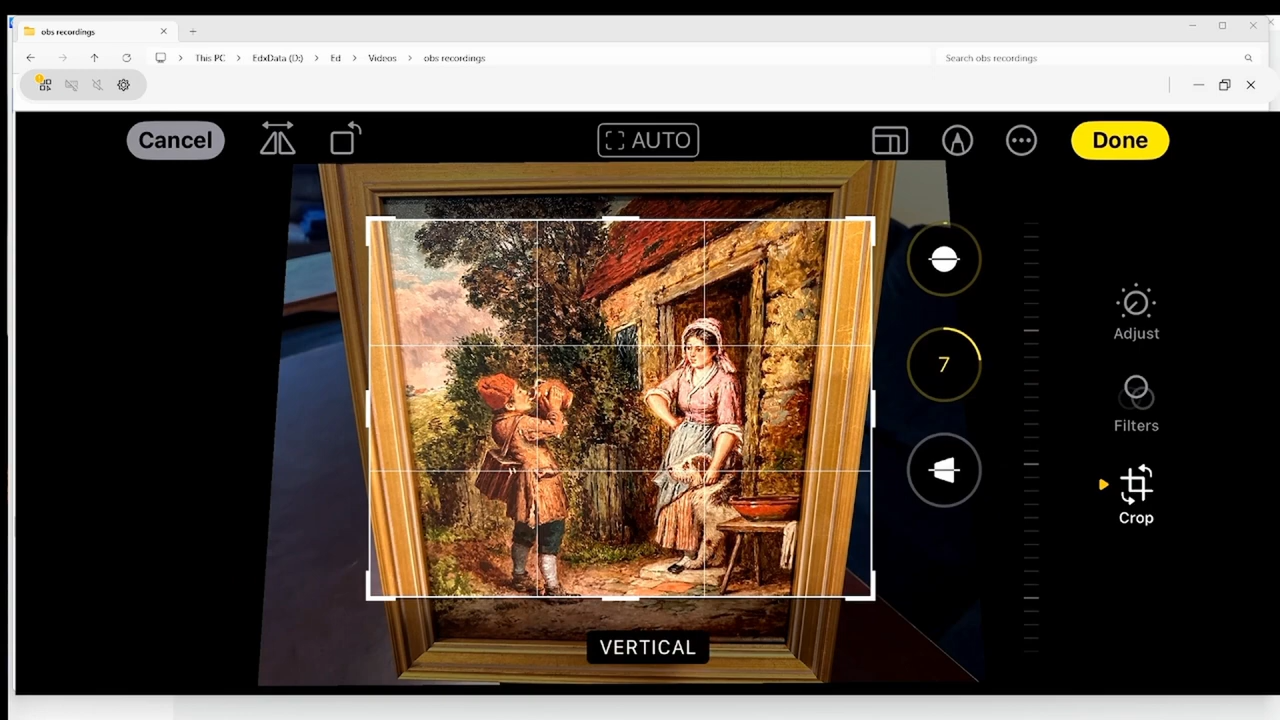 obs recordings
This PC > EdxData (D:) > Ed > Videos > obs recordings
Search obs recordings
Cancel
AUTO
Done
7
Adjust
Filters
Crop
VERTICAL